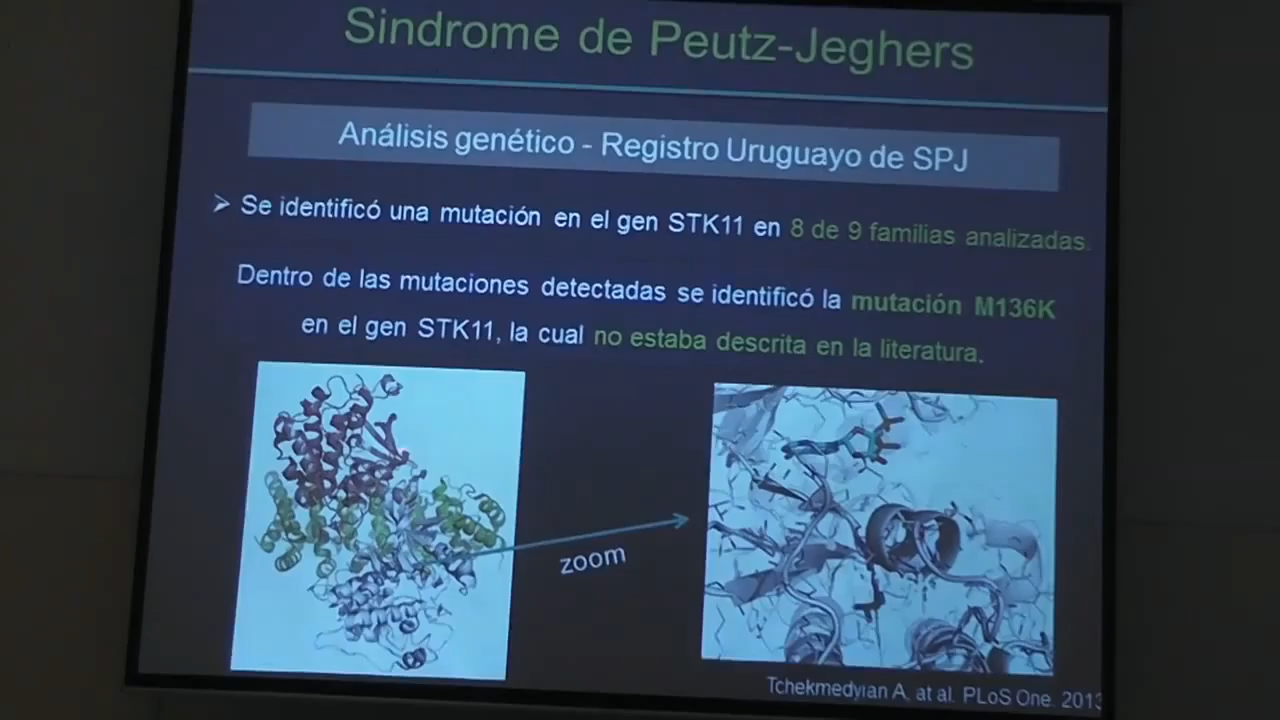 Sindrome de Peutz-Jeghers
Análisis genético - Registro Uruguayo de SPJ
➢ Se identificó una mutación en el gen STK11 en 8 de 9 familias analizadas.
Dentro de las mutaciones detectadas se identificó la mutación M136K
en el gen STK11, la cual no estaba descrita en la literatura.
zoom
Tchekmedyian A, at al. PLoS One. 2013